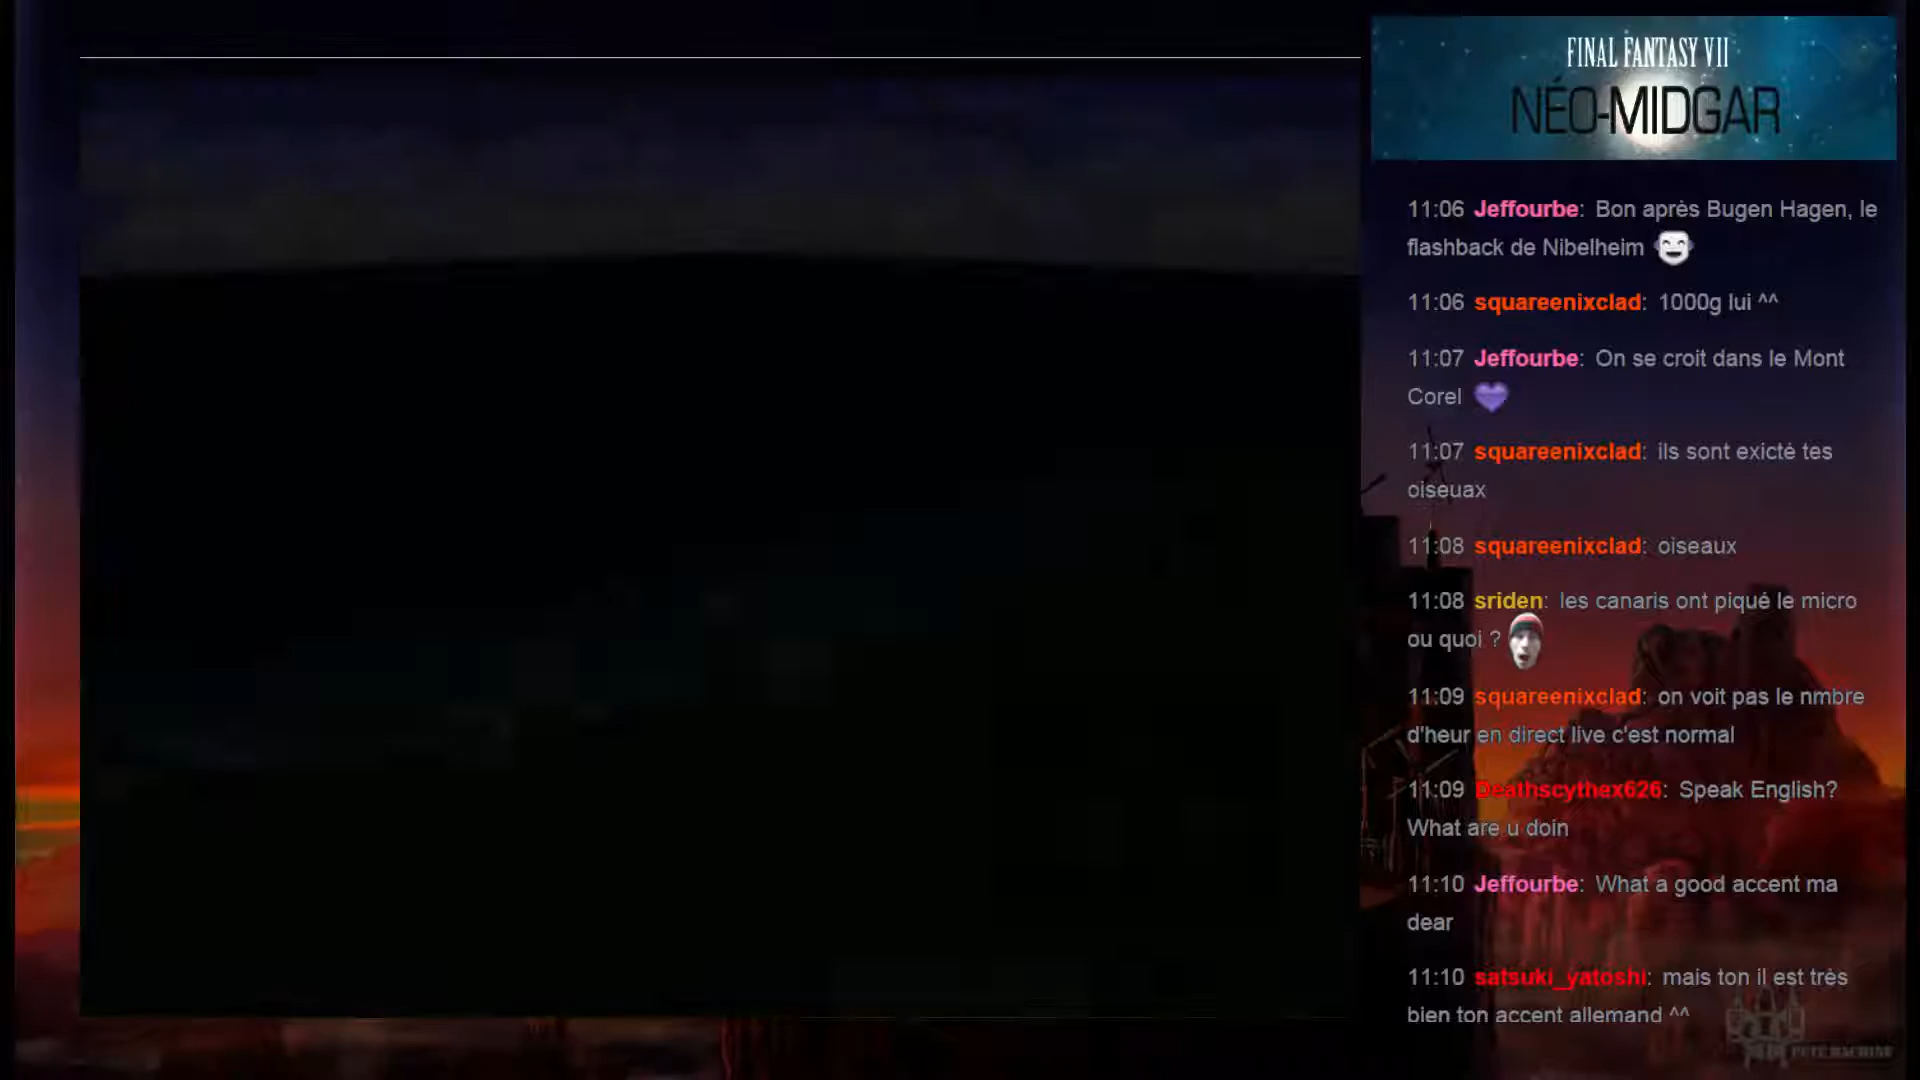 FINAL FANTASY VII
NÉO-MIDGAR
11:06 Jeffourbe: Bon après Bugen Hagen, le
flashback de Nibelheim
11:06 squareenixclad: 1000g lui ^^
11:07 Jeffourbe: On se croit dans le Mont
Corel
11:07 squareenixclad: ils sont exicté tes
oiseuax
11:08 squareenixclad: oiseaux
11:08 sriden: les canaris ont piqué le micro
ou quoi ?
11:09 squareenixclad: on voit pas le nmbre
d'heur en direct live c'est normal
11:09 Deathscythex626: Speak English?
What are u doin
11:10 Jeffourbe: What a good accent ma
dear
11:10 satsuki_yatoshi: mais ton il est très
bien ton accent allemand ^^